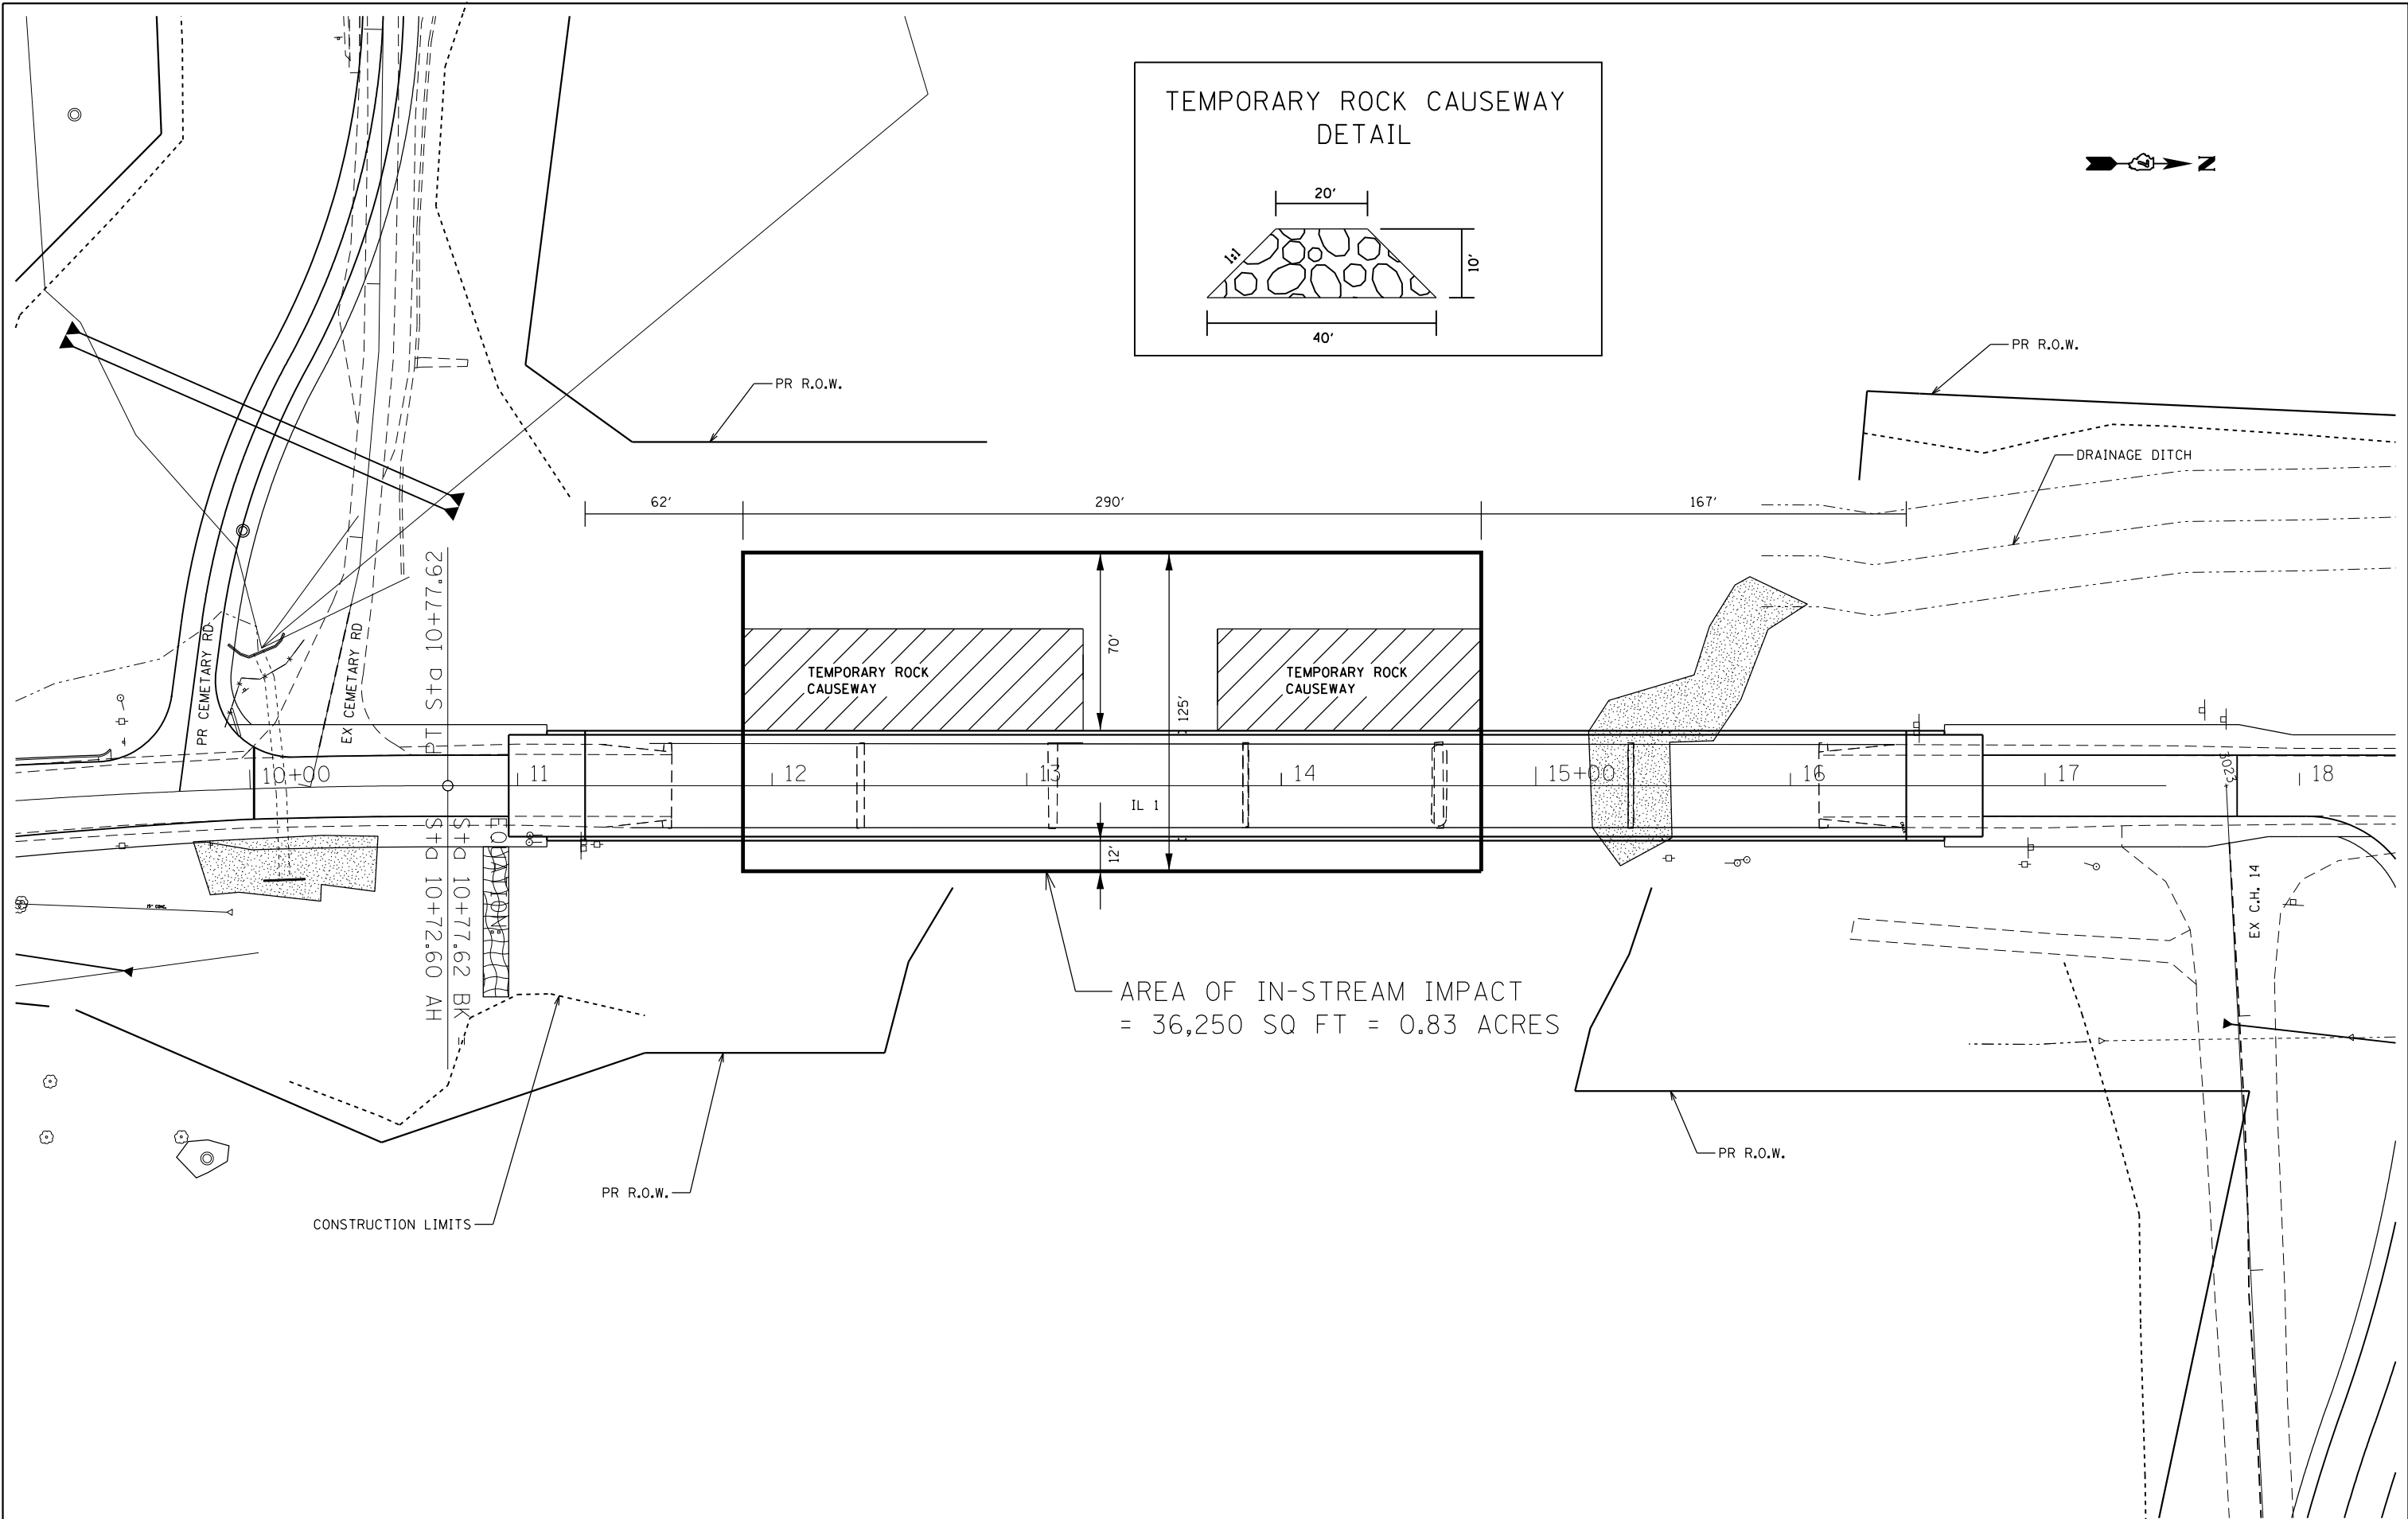 TEMPORARY ROCK CAUSEWAY
DETAIL
20'
1:1
10'
40'
N
PR R.O.W.
PR R.O.W.
DRAINAGE DITCH
62'
290'
167'
PT Sta 10+77.62
PR CEMETARY RD
EX CEMETARY RD
70'
125'
TEMPORARY ROCK
CAUSEWAY
TEMPORARY ROCK
CAUSEWAY
10+00
11
12
13
14
15+00
16
17
18
IL 1
12'
EQUATION:
Sta 10+77.62 BK =
Sta 10+72.60 AH
EX C.H. 14
AREA OF IN-STREAM IMPACT
= 36,250 SQ FT = 0.83 ACRES
PR R.O.W.
PR R.O.W.
CONSTRUCTION LIMITS